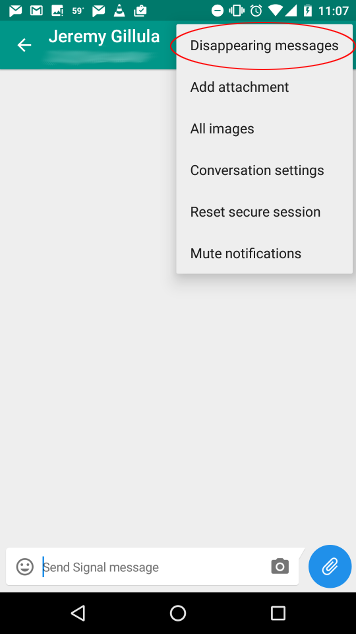 59° 11:07
Jeremy Gillula
Disappearing messages
Add attachment
All images
Conversation settings
Reset secure session
Mute notifications
Send Signal message